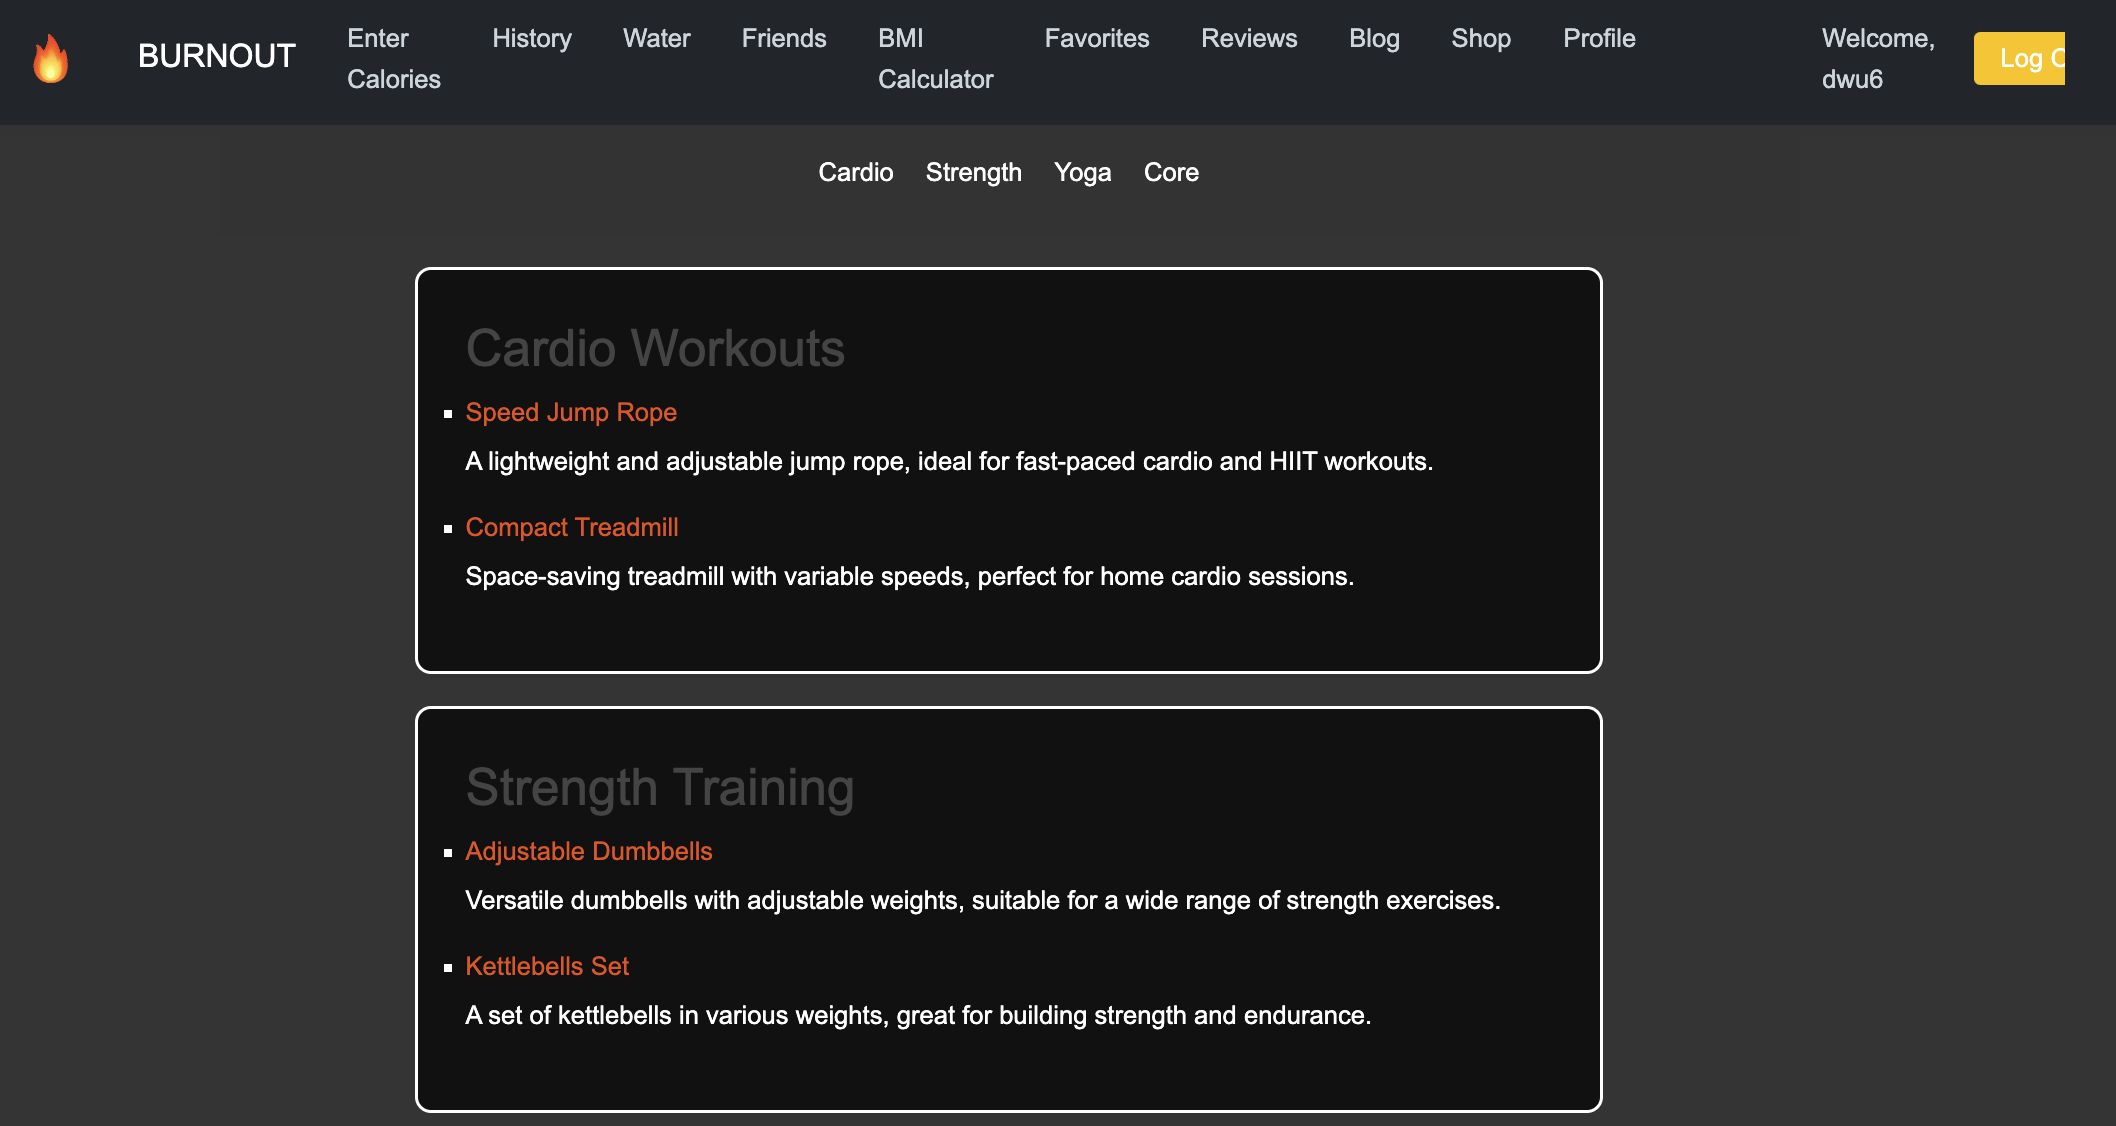 BURNOUT
Enter Calories
History
Water
Friends
BMI Calculator
Favorites
Reviews
Blog
Shop
Profile
Welcome, dwu6
Log
Cardio Strength Yoga Core
Cardio Workouts
Speed Jump Rope
A lightweight and adjustable jump rope, ideal for fast-paced cardio and HIIT workouts.
Compact Treadmill
Space-saving treadmill with variable speeds, perfect for home cardio sessions.
Strength Training
Adjustable Dumbbells
Versatile dumbbells with adjustable weights, suitable for a wide range of strength exercises.
Kettlebells Set
A set of kettlebells in various weights, great for building strength and endurance.